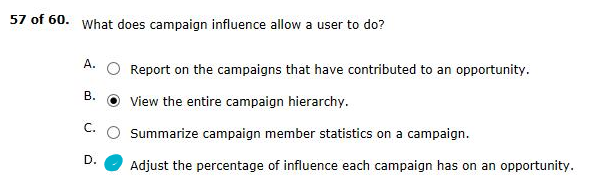 57 of 60. What does campaign influence allow a user to do?
A. Report on the campaigns that have contributed to an opportunity.
B. View the entire campaign hierarchy.
C. Summarize campaign member statistics on a campaign.
D. Adjust the percentage of influence each campaign has on an opportunity.